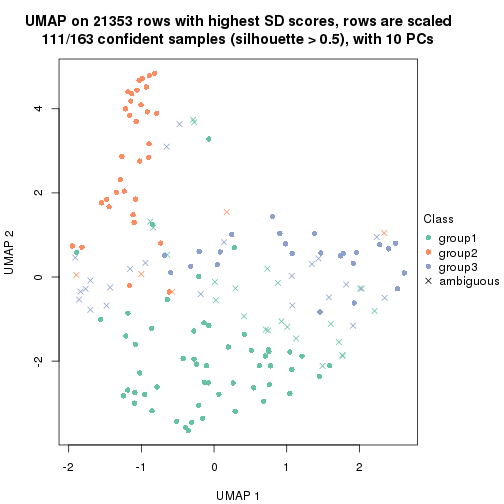 UMAP on 21353 rows with highest SD scores, rows are scaled
111/163 confident samples (silhouette > 0.5), with 10 PCs
UMAP 2
4
2
0
-2
-2
-1
0
1
2
UMAP 1
Class
group1
group2
group3
ambiguous